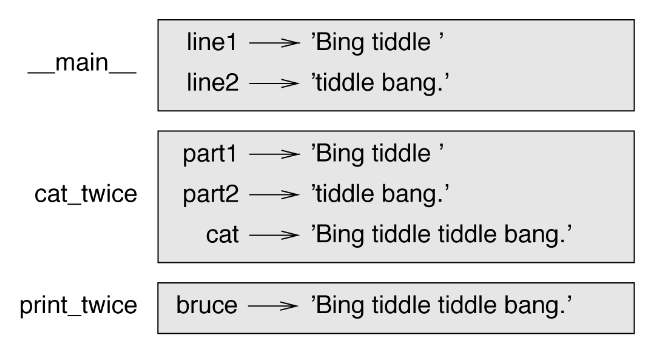 line1 'Bing tiddle ’
__main__
line2 'tiddle bang.’
part1 'Bing tiddle ’
cat_twice part2 'tiddle bang.’
cat 'Bing tiddle tiddle bang.’
print_twice bruce 'Bing tiddle tiddle bang.’